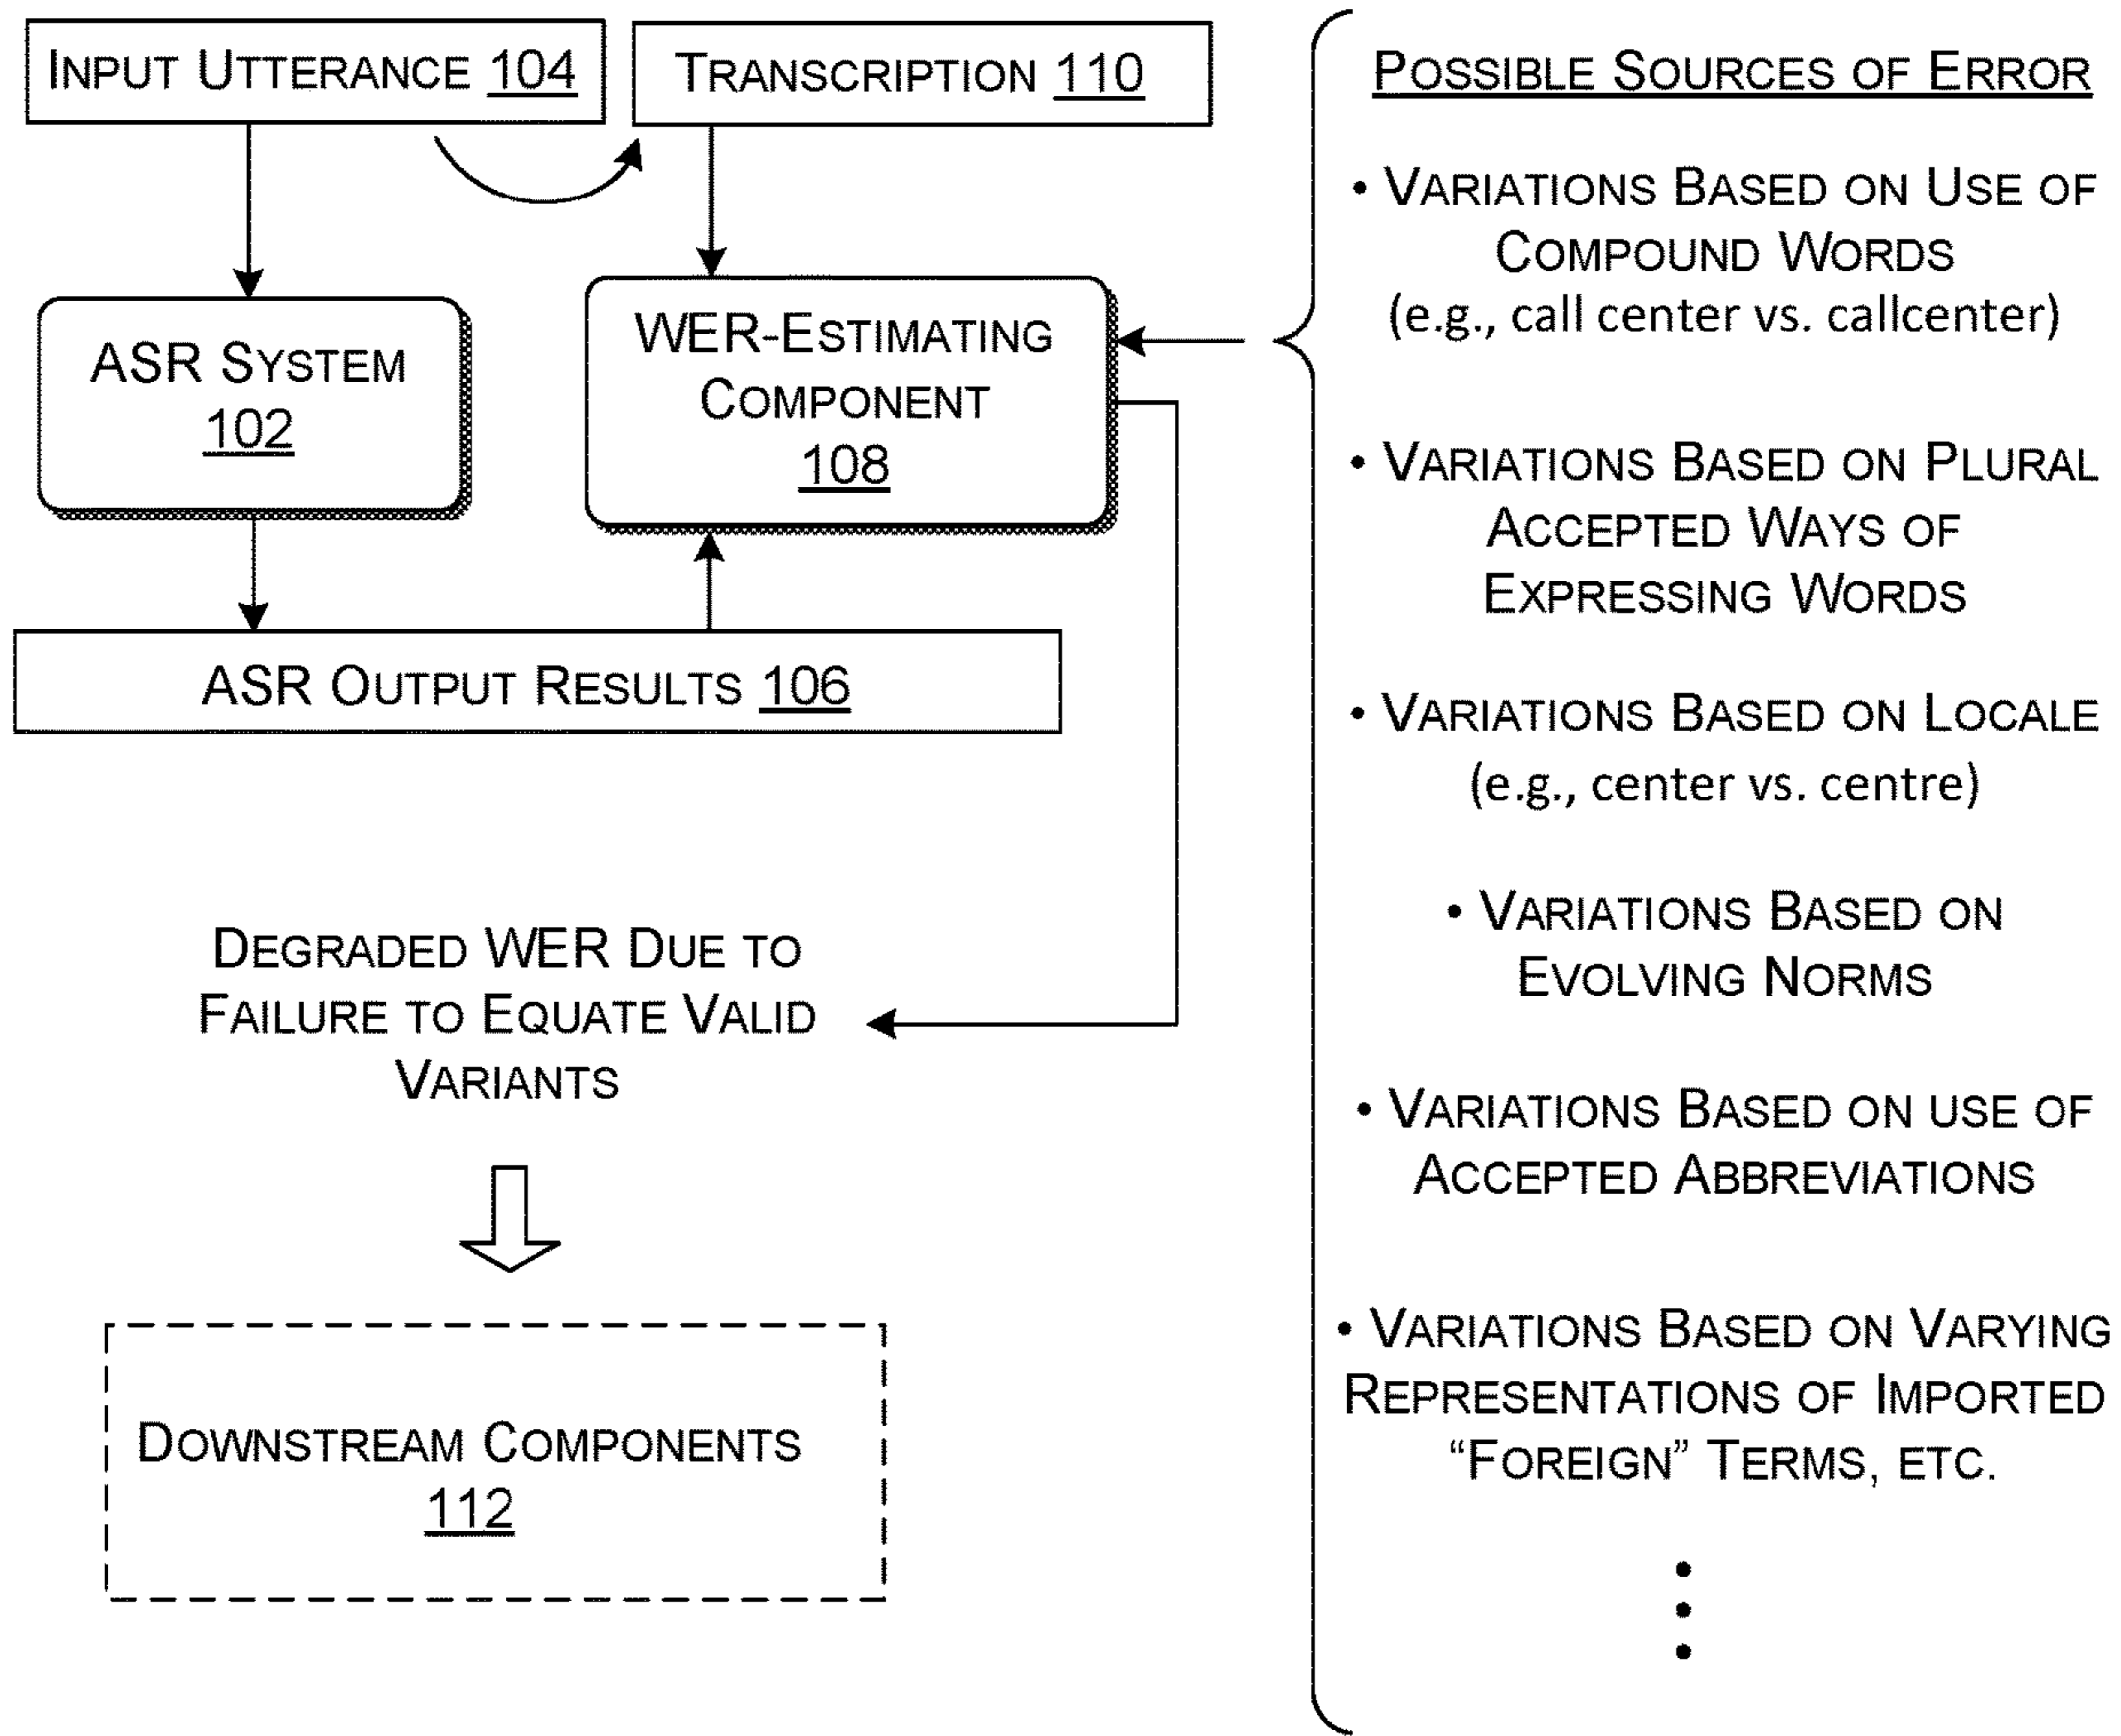 INPUT UTTERANCE 104
TRANSCRIPTION 110
ASR SYSTEM
102
WER-ESTIMATING
COMPONENT
108
ASR OUTPUT RESULTS 106
DEGRADED WER DUE TO
FAILURE TO EQUATE VALID
VARIANTS
DOWNSTREAM COMPONENTS
112
POSSIBLE SOURCES OF ERROR
• VARIATIONS BASED ON USE OF
COMPOUND WORDS
(e.g., call center vs. callcenter)
• VARIATIONS BASED ON PLURAL
ACCEPTED WAYS OF
EXPRESSING WORDS
• VARIATIONS BASED ON LOCALE
(e.g., center vs. centre)
• VARIATIONS BASED ON
EVOLVING NORMS
• VARIATIONS BASED ON USE OF
ACCEPTED ABBREVIATIONS
• VARIATIONS BASED ON VARYING
REPRESENTATIONS OF IMPORTED
“FOREIGN” TERMS, ETC.